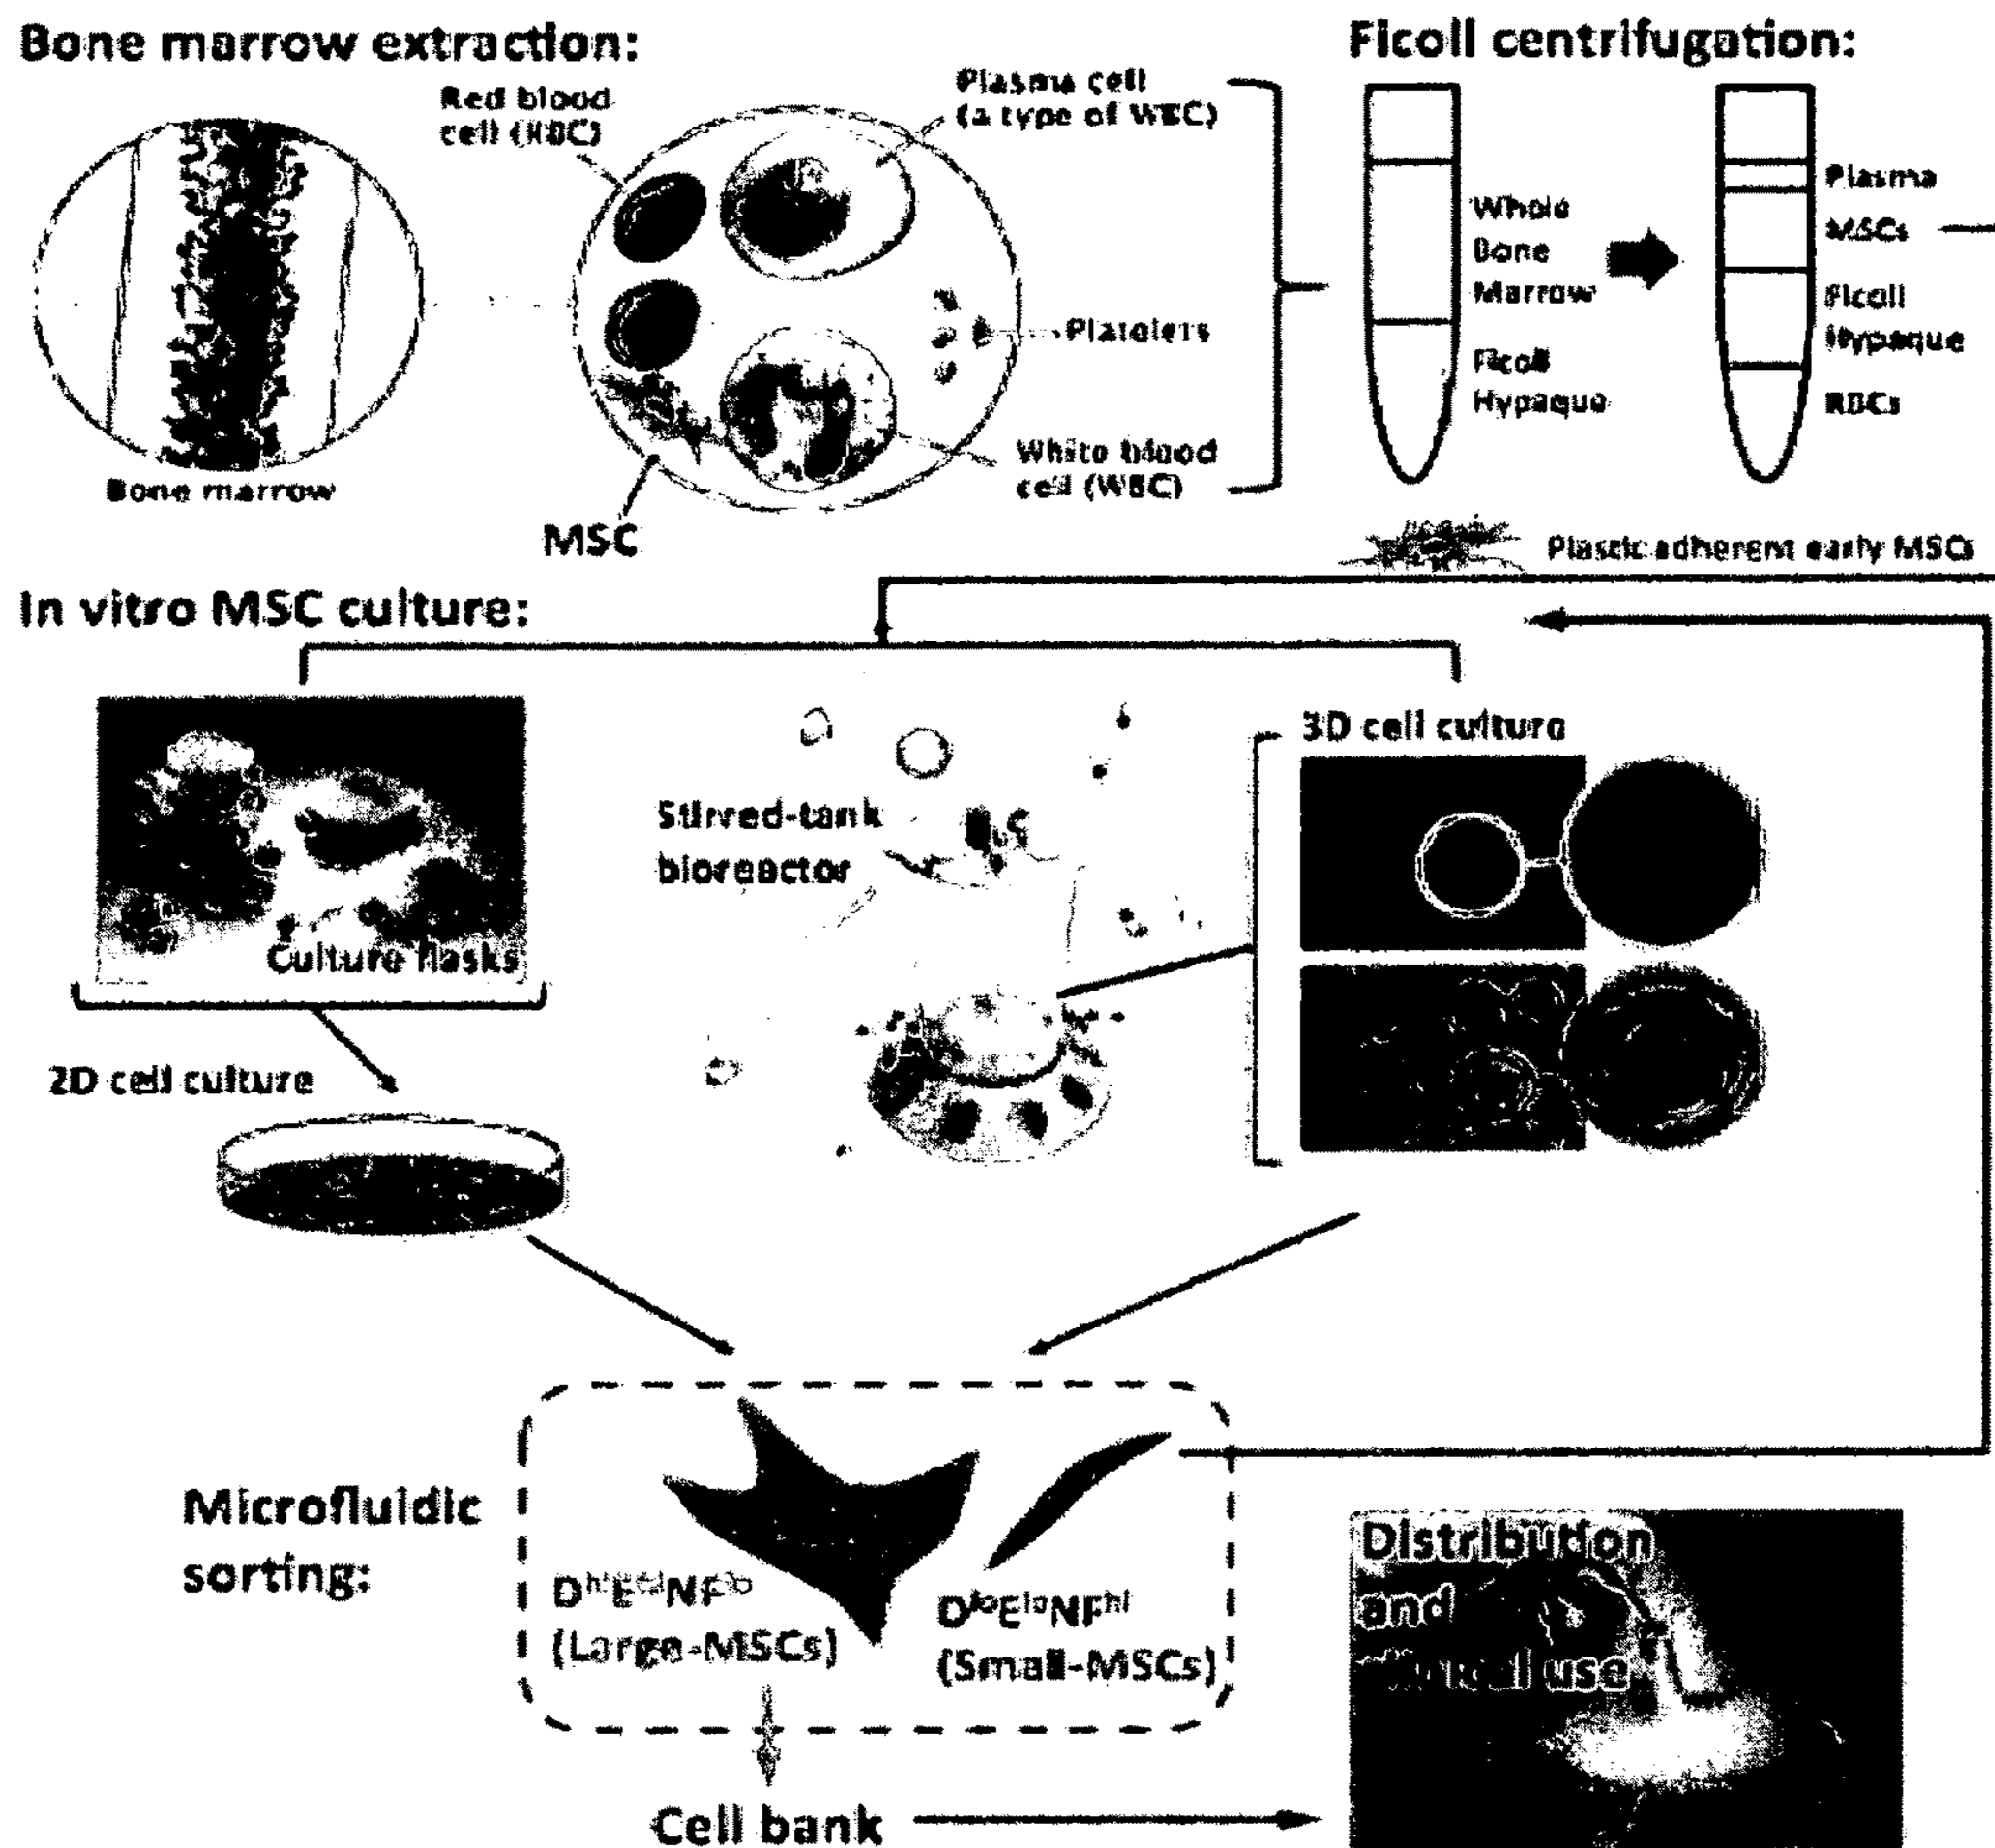 Bone marrow extraction:
Red blood
cell (RBC)
Plasma cell
(a type of WBC)
Platelets
White blood
cell (WBC)
MSC
Bone marrow
Ficoll centrifugation:
Whole
Bone
Marrow
Ficoll
Hypaque
Plasma
MSCs
Ficoll
Hypaque
RBCs
Plastic adherent early MSCs
In vitro MSC culture:
Culture flasks
2D cell culture
Stirred-tank
bioreactor
3D cell culture
Microfluidic
sorting:
(Large-MSCs)
DˡᵒEˡᵒNFʰⁱ
(Small-MSCs)
Cell bank
Distribution
and
use